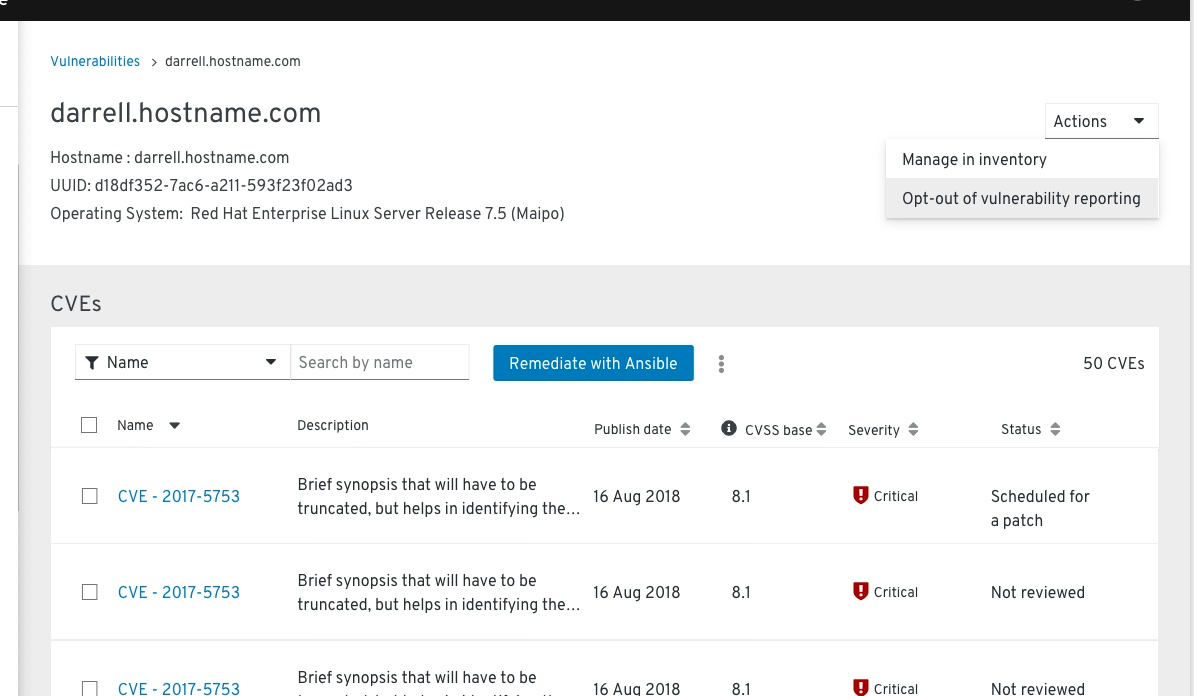 Vulnerabilities > darrell.hostname.com
darrell.hostname.com
Actions
Hostname : darrell.hostname.com
Manage in inventory
UUID: d18df352-7ac6-a211-593f23f02ad3
Opt-out of vulnerability reporting
Operating System: Red Hat Enterprise Linux Server Release 7.5 (Maipo)
CVEs
Name Search by name Remediate with Ansible 50 CVEs
Name Description Publish date CVSS base Severity Status
CVE - 2017-5753 Brief synopsis that will have to be 16 Aug 2018 8.1 Critical Scheduled for
truncated, but helps in identifying the... a patch
CVE - 2017-5753 Brief synopsis that will have to be 16 Aug 2018 8.1 Critical Not reviewed
truncated, but helps in identifying the...
CVE - 2017-5753 Brief synopsis that will have to be 16 Aug 2018 8.1 Critical Not reviewed